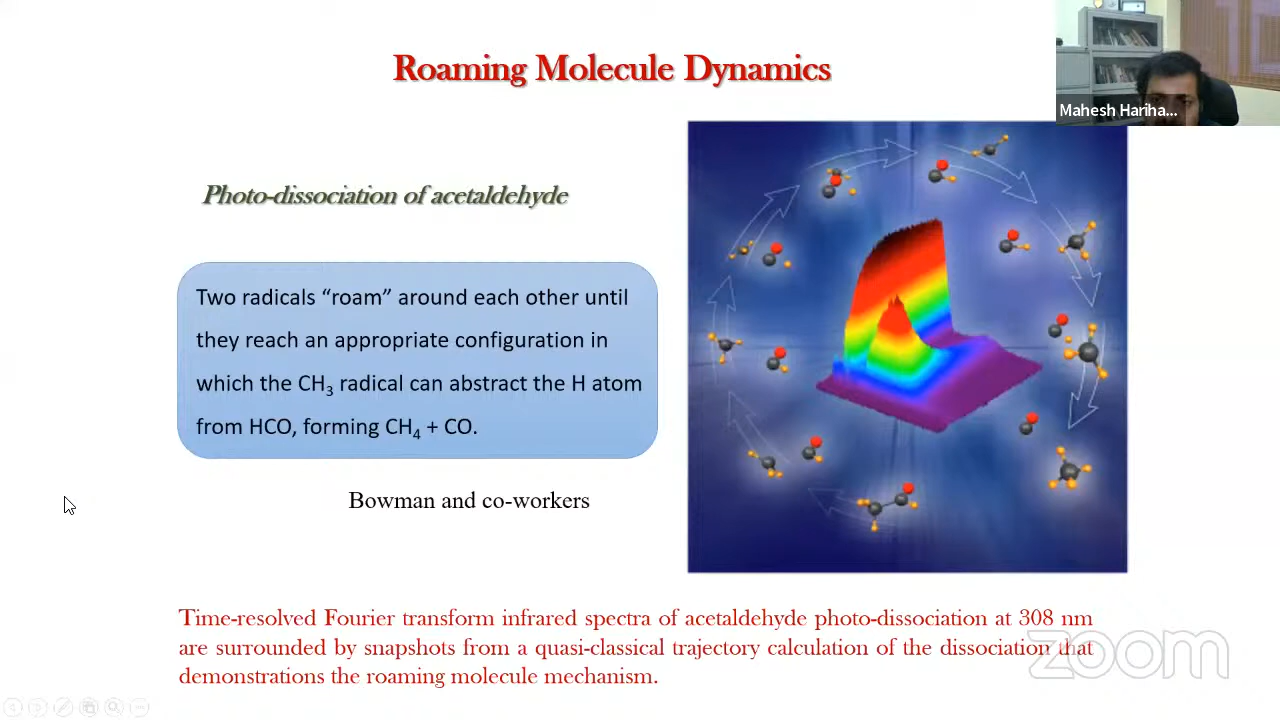 Roaming Molecule Dynamics
Mahesh Hariha...
Photo-dissociation of acetaldehyde
Two radicals “roam” around each other until
they reach an appropriate configuration in
which the CH₃ radical can abstract the H atom
from HCO, forming CH₄ + CO.
Bowman and co-workers
Time-resolved Fourier transform infrared spectra of acetaldehyde photo-dissociation at 308 nm
are surrounded by snapshots from a quasi-classical trajectory calculation of the dissociation that
demonstrations the roaming molecule mechanism.
zoom